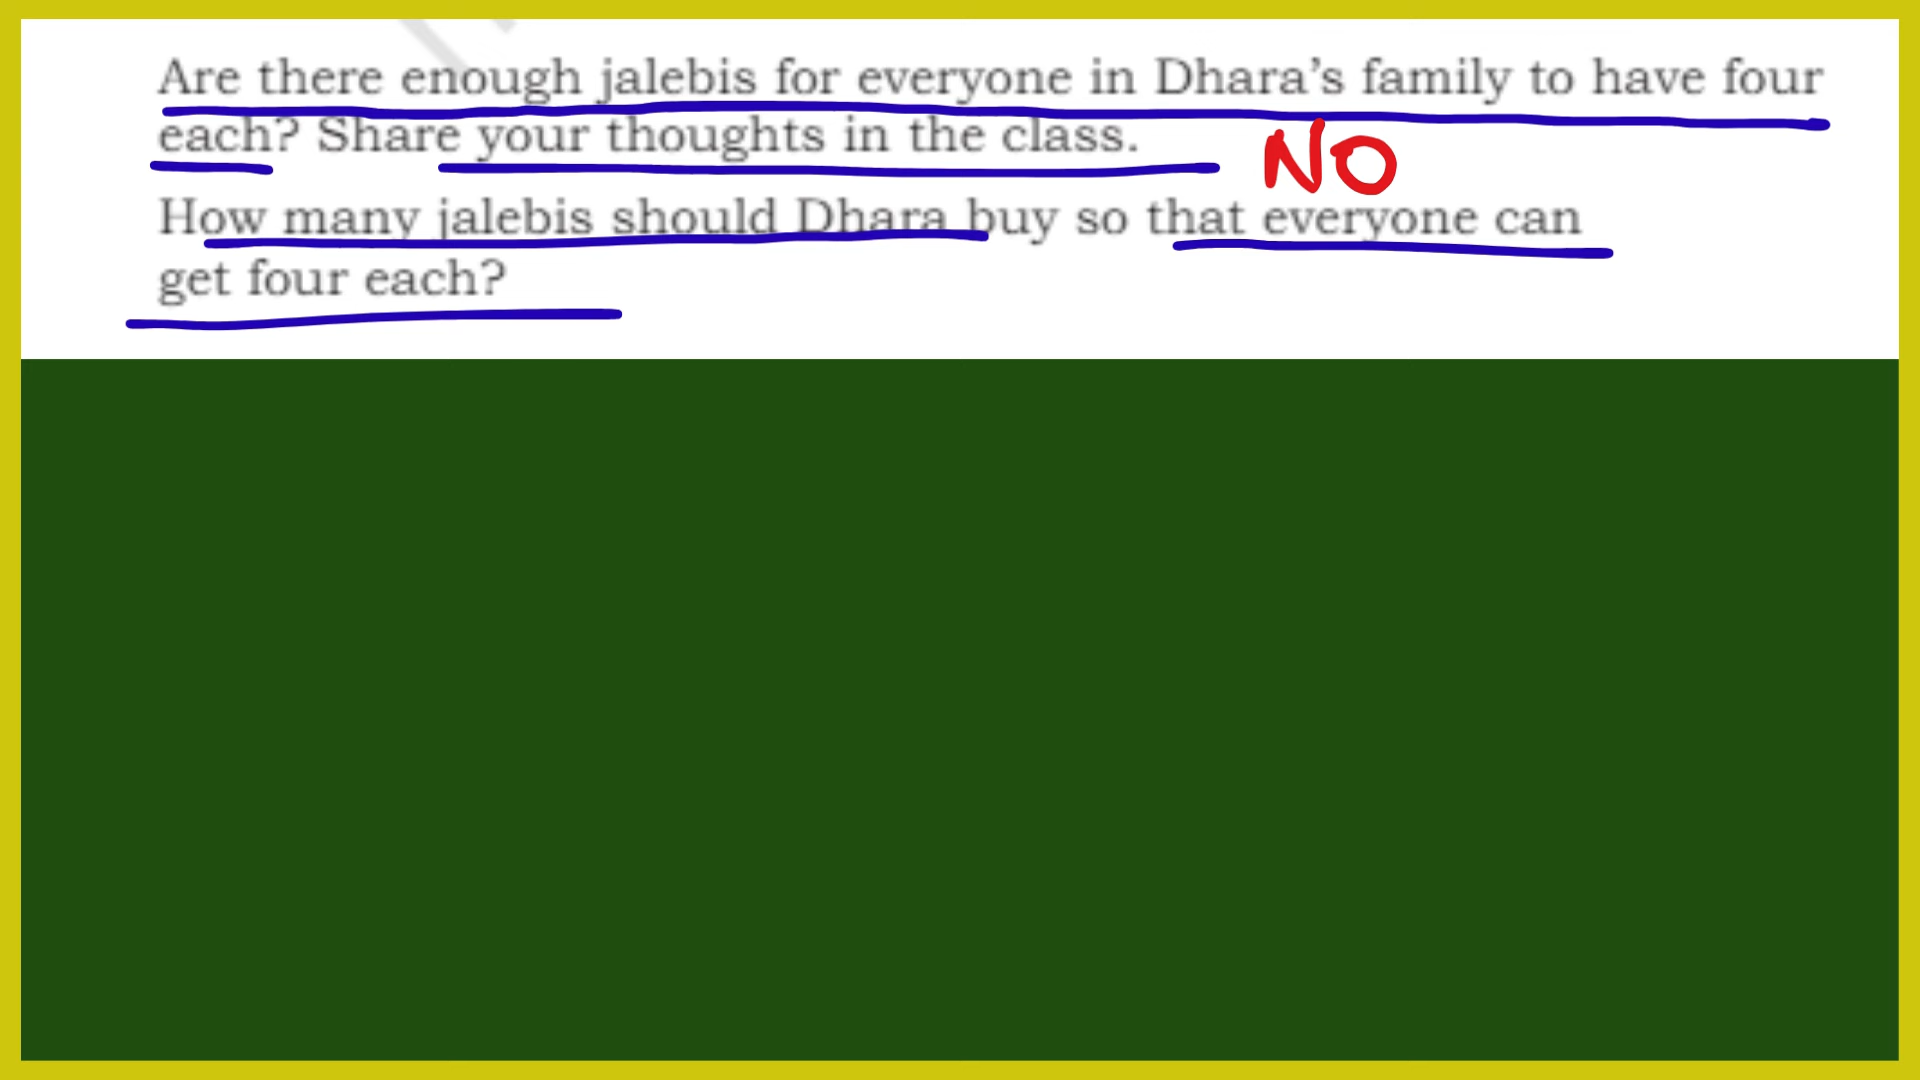 Are there enough jalebis for everyone in Dhara’s family to have four
each? Share your thoughts in the class.
NO
How many jalebis should Dhara buy so that everyone can
get four each?